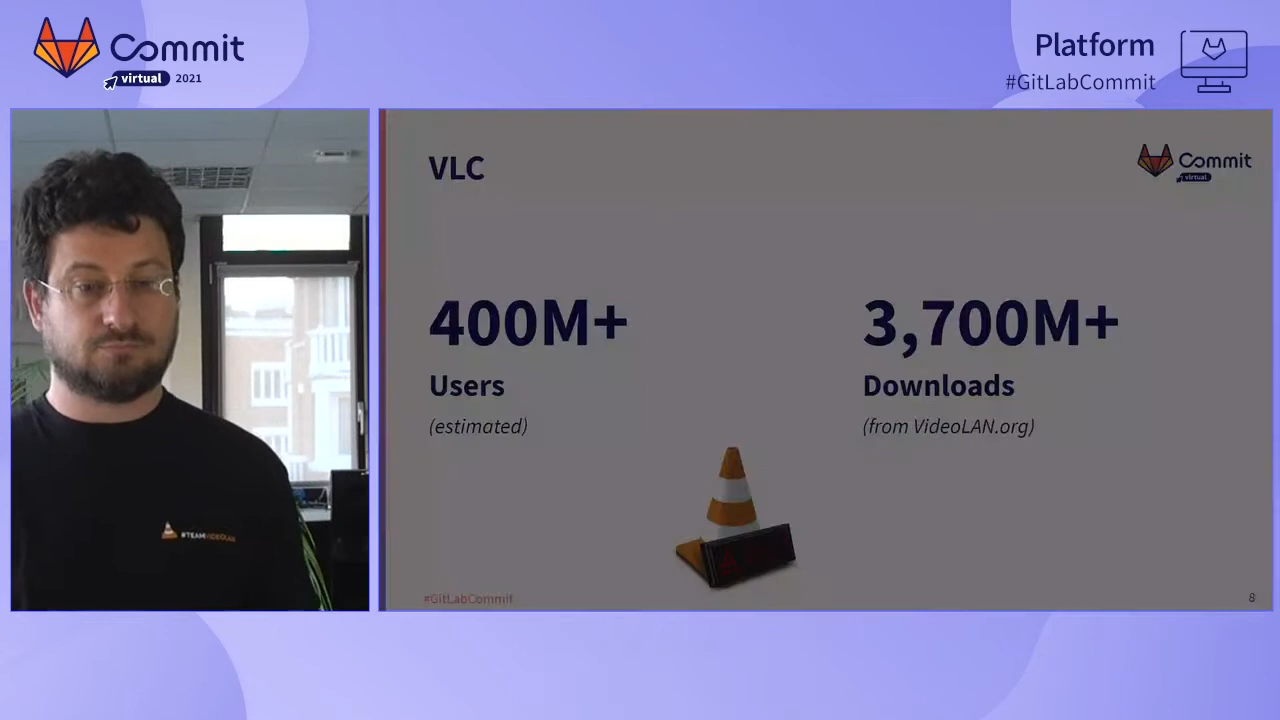 Commit
virtual 2021
Platform
#GitLabCommit
VLC
Commit
virtual
400M+
Users
(estimated)
3,700M+
Downloads
(from VideoLAN.org)
#TEAMVIDEOLAN
#GitLabCommit
8